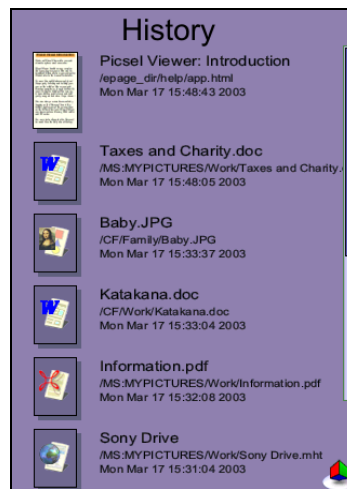 History
Picsel Viewer: Introduction
/epage_dir/help/app.html
Mon Mar 17 15:48:43 2003
Taxes and Charity.doc
/MS:MYPICTURES/Work/Taxes and Charity.
Mon Mar 17 15:48:05 2003
Baby.JPG
/CF/Family/Baby.JPG
Mon Mar 17 15:33:37 2003
Katakana.doc
/CF/Work/Katakana.doc
Mon Mar 17 15:33:04 2003
Information.pdf
/MS:MYPICTURES/Work/Information.pdf
Mon Mar 17 15:32:08 2003
Sony Drive
/MS:MYPICTURES/Work/Sony Drive.mht
Mon Mar 17 15:31:04 2003